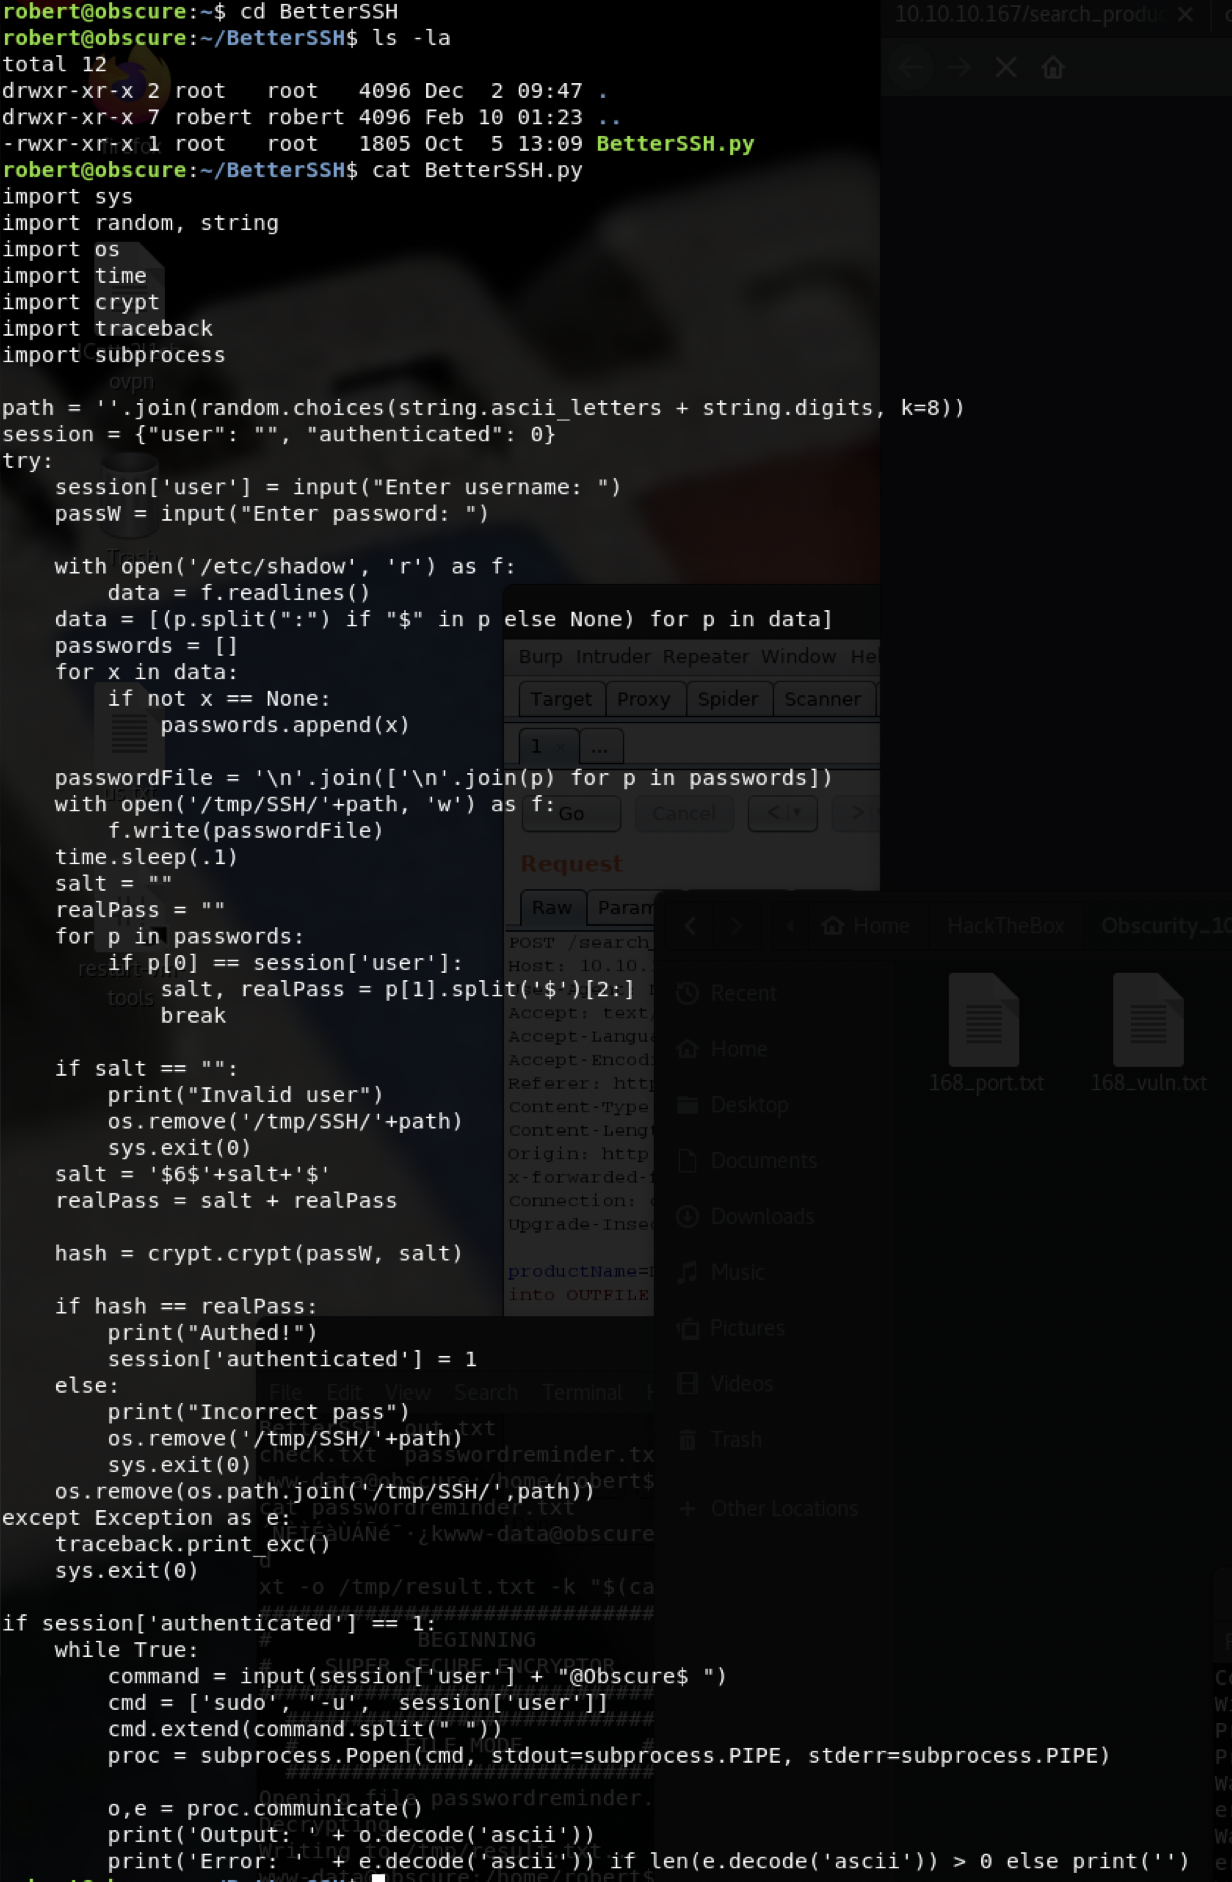 robert@obscure:~$ cd BetterSSH
robert@obscure:~/BetterSSH$ ls -la
total 12
drwxr-xr-x 2 root   root   4096 Dec  2 09:47 .
drwxr-xr-x 7 robert robert 4096 Feb 10 01:23 ..
-rwxr-xr-x 1 root   root   1805 Oct  5 13:09 BetterSSH.py
robert@obscure:~/BetterSSH$ cat BetterSSH.py
import sys
import random, string
import os
import time
import crypt
import traceback
import subprocess

path = ''.join(random.choices(string.ascii_letters + string.digits, k=8))
session = {"user": "", "authenticated": 0}
try:
    session['user'] = input("Enter username: ")
    passW = input("Enter password: ")

    with open('/etc/shadow', 'r') as f:
        data = f.readlines()
    data = [(p.split(":") if "$" in p else None) for p in data]
    passwords = []
    for x in data:
        if not x == None:
            passwords.append(x)

    passwordFile = '\n'.join(['\n'.join(p) for p in passwords])
    with open('/tmp/SSH/'+path, 'w') as f:
        f.write(passwordFile)
    time.sleep(.1)
    salt = ""
    realPass = ""
    for p in passwords:
        if p[0] == session['user']:
            salt, realPass = p[1].split('$')[2:]
            break

    if salt == "":
        print("Invalid user")
        os.remove('/tmp/SSH/'+path)
        sys.exit(0)
    salt = '$6$'+salt+'$'
    realPass = salt + realPass

    hash = crypt.crypt(passW, salt)

    if hash == realPass:
        print("Authed!")
        session['authenticated'] = 1
    else:
        print("Incorrect pass")
        os.remove('/tmp/SSH/'+path)
        sys.exit(0)
    os.remove(os.path.join('/tmp/SSH/',path))
except Exception as e:
    traceback.print_exc()
    sys.exit(0)

if session['authenticated'] == 1:
    while True:
        command = input(session['user'] + "@Obscure$ ")
        cmd = ['sudo', '-u',  session['user']]
        cmd.extend(command.split(" "))
        proc = subprocess.Popen(cmd, stdout=subprocess.PIPE, stderr=subprocess.PIPE)

        o,e = proc.communicate()
        print('Output: ' + o.decode('ascii'))
        print('Error: '  + e.decode('ascii')) if len(e.decode('ascii')) > 0 else print('')
10.10.10.167/search_produ
ovpn
Trash
tools
Burp Intruder Repeater Window
Target Proxy Spider Scanner
1 ...
Go Cancel < >
Request
Raw
POST /search_
Host: 10.10.
Accept: text/
Referer: http
Content-Type
Origin: http
Connection:
productName=
into OUTFILE
Home HackTheBox Obscurity_10
Recent
Home
Desktop
Documents
Downloads
Music
Pictures
Videos
Trash
Other Locations
168_port.txt 168_vuln.txt
File Edit View Search Terminal
out.txt
check.txt passwordreminder.tx
www-data@obscure:/home/robert$
cat passwordreminder.txt
xt -o /tmp/result.txt -k "$(ca
##############################
# BEGINNING
# SUPER SECURE ENCRYPTOR
##############################
# FILE MODE #
##############################
Opening file passwordreminder.
Decrypting
Writing to /tmp/result.txt